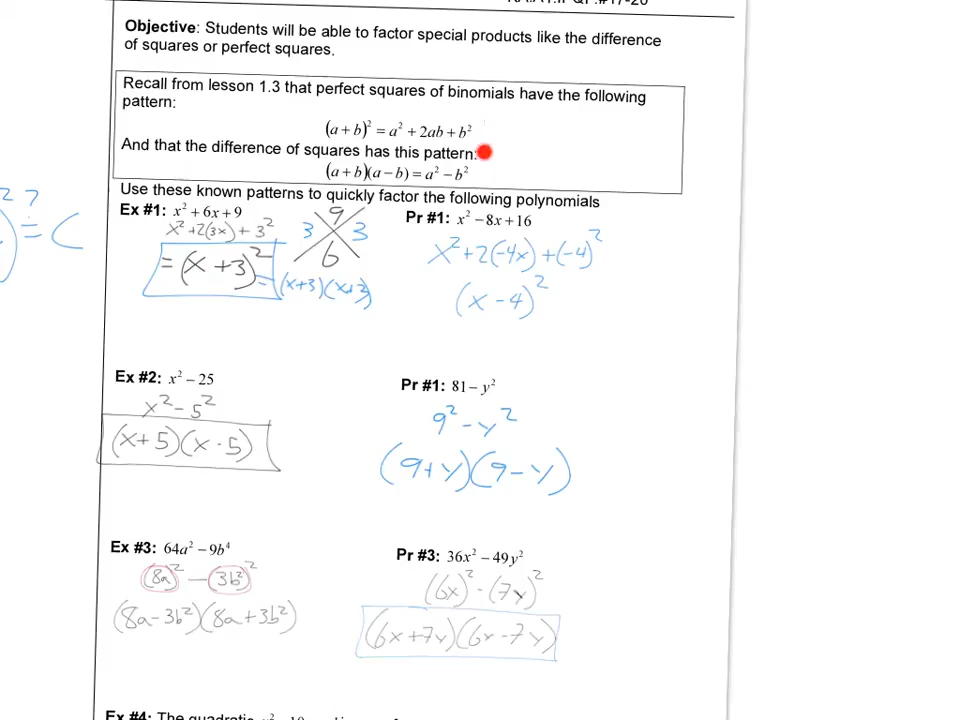 Objective: Students will be able to factor special products like the difference
of squares or perfect squares.
Recall from lesson 1.3 that perfect squares of binomials have the following
pattern:
(a + b)² = a² + 2ab + b²
And that the difference of squares has this pattern:
(a + b)(a − b) = a² − b²
Use these known patterns to quickly factor the following polynomials
Ex #1: x² + 6x + 9
x² + 2(3x) + 3²
= (x + 3)²
= (x+3)(x+3)
9
3 3
6
Pr #1: x² − 8x + 16
x² + 2(-4x) + (-4)²
(x - 4)²
Ex #2: x² − 25
x² - 5²
(x + 5)(x - 5)
Pr #1: 81 − y²
9² - y²
(9 + y)(9 - y)
Ex #3: 64a² − 9b⁴
(8a)² - (3b²)²
(8a - 3b²)(8a + 3b²)
Pr #3: 36x² − 49y²
(6x)² - (7y)²
(6x + 7y)(6x - 7y)